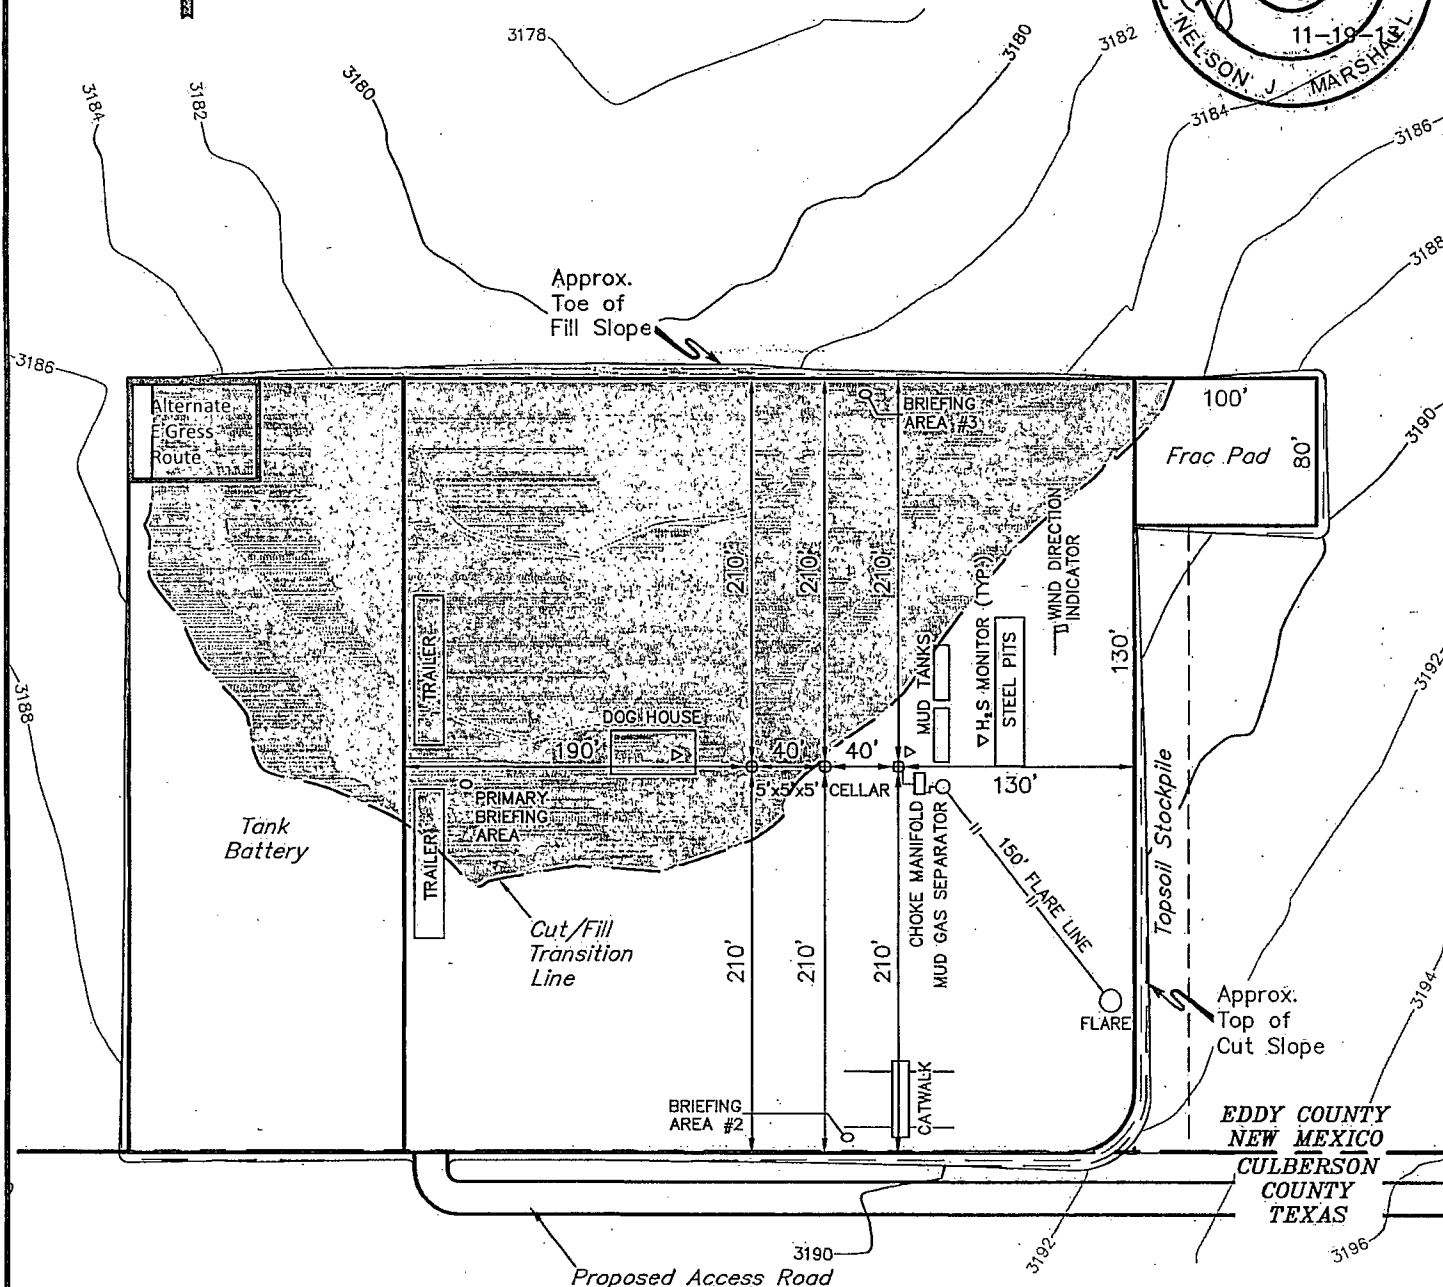 3178
3180
3180
3182
11-19-
NELSON J. MARSHALL
3184
3182
3184
3186
3188
Approx.
Toe of
Fill Slope
3186
Alternate
E Gress
Route
BRIEFING
AREA #3
100'
Frac Pad
80'
3190
210'
210'
210'
WIND DIRECTION
INDICATOR
H₂S MONITOR (TYP.)
STEEL PITS
MUD TANKS
130'
TRAILER
3192
3188
DOG HOUSE
190'
40'
40'
130'
5'x5'x5' CELLAR
PRIMARY
BRIEFING
AREA
TRAILER
Tank
Battery
CHOKE MANIFOLD
MUD GAS SEPARATOR
150' FLARE LINE
Topsoil Stockpile
Cut/Fill
Transition
Line
210'
210'
210'
3194
FLARE
Approx.
Top of
Cut Slope
CATWALK
BRIEFING
AREA #2
EDDY COUNTY
NEW MEXICO
CULBERSON
COUNTY
TEXAS
3190
3192
3196
Proposed Access Road